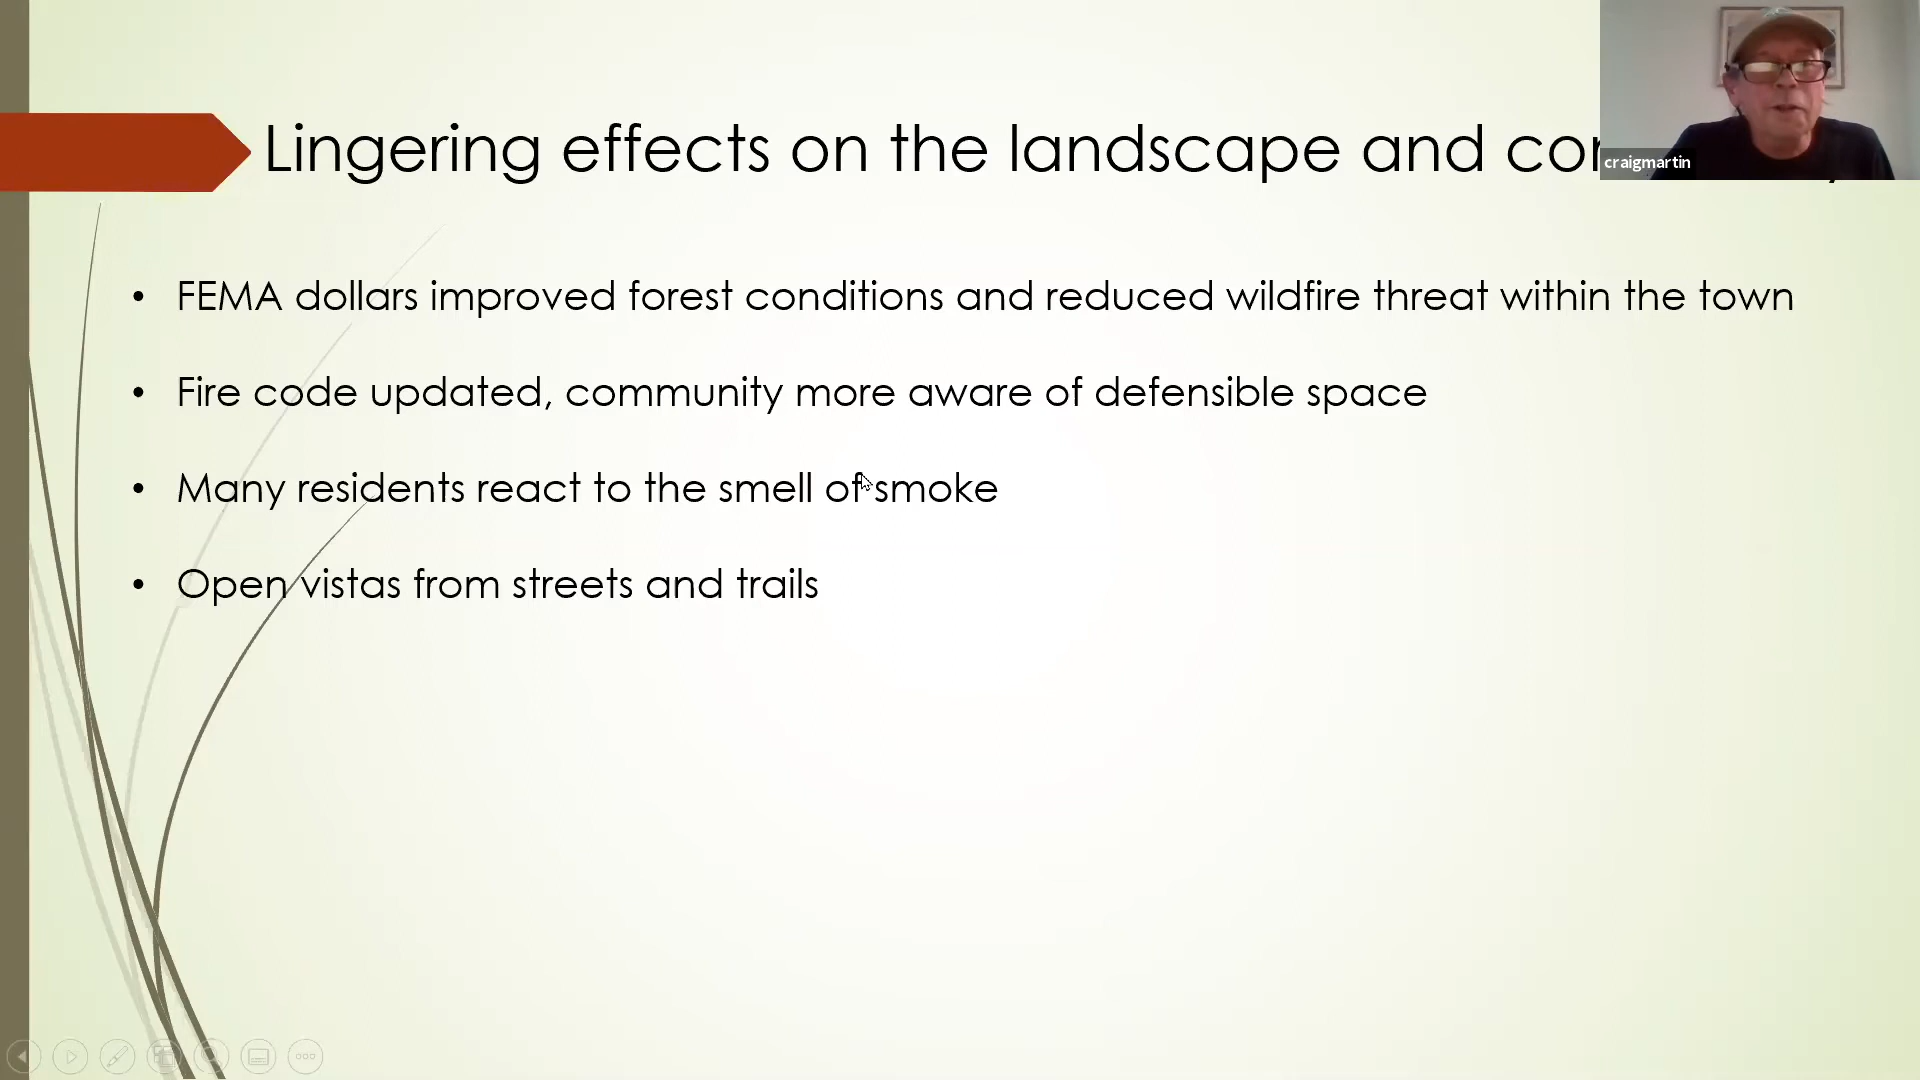 Lingering effects on the landscape and
craigmartin
• FEMA dollars improved forest conditions and reduced wildfire threat within the town
• Fire code updated, community more aware of defensible space
• Many residents react to the smell of smoke
• Open vistas from streets and trails